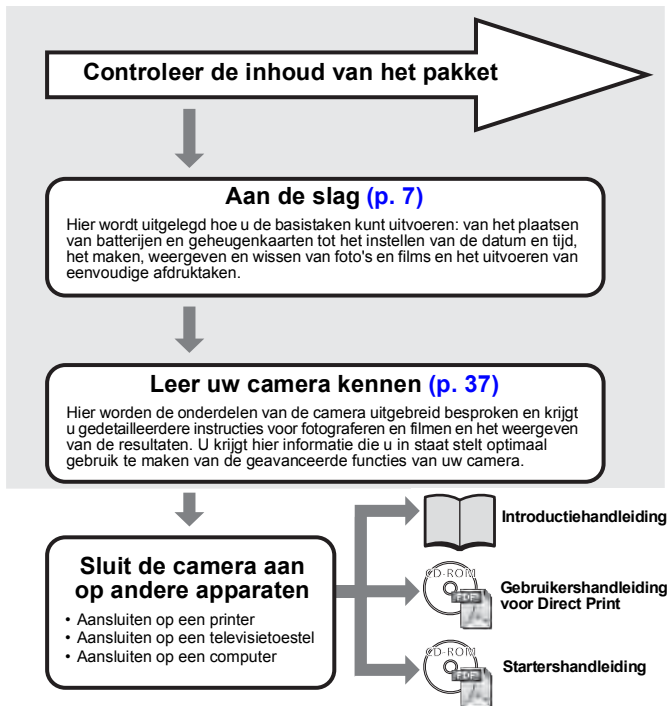 Controleer de inhoud van het pakket
Aan de slag (p. 7)
Hier wordt uitgelegd hoe u de basistaken kunt uitvoeren: van het plaatsen
van batterijen en geheugenkaarten tot het instellen van de datum en tijd,
het maken, weergeven en wissen van foto's en films en het uitvoeren van
eenvoudige afdruktaken.
Leer uw camera kennen (p. 37)
Hier worden de onderdelen van de camera uitgebreid besproken en krijgt
u gedetailleerdere instructies voor fotograferen en filmen en het weergeven
van de resultaten. U krijgt hier informatie die u in staat stelt optimaal
gebruik te maken van de geavanceerde functies van uw camera.
Sluit de camera aan
op andere apparaten
• Aansluiten op een printer
• Aansluiten op een televisietoestel
• Aansluiten op een computer
Introductiehandleiding
CD-ROM
PDF
Gebruikershandleiding
voor Direct Print
CD-ROM
PDF
Startershandleiding